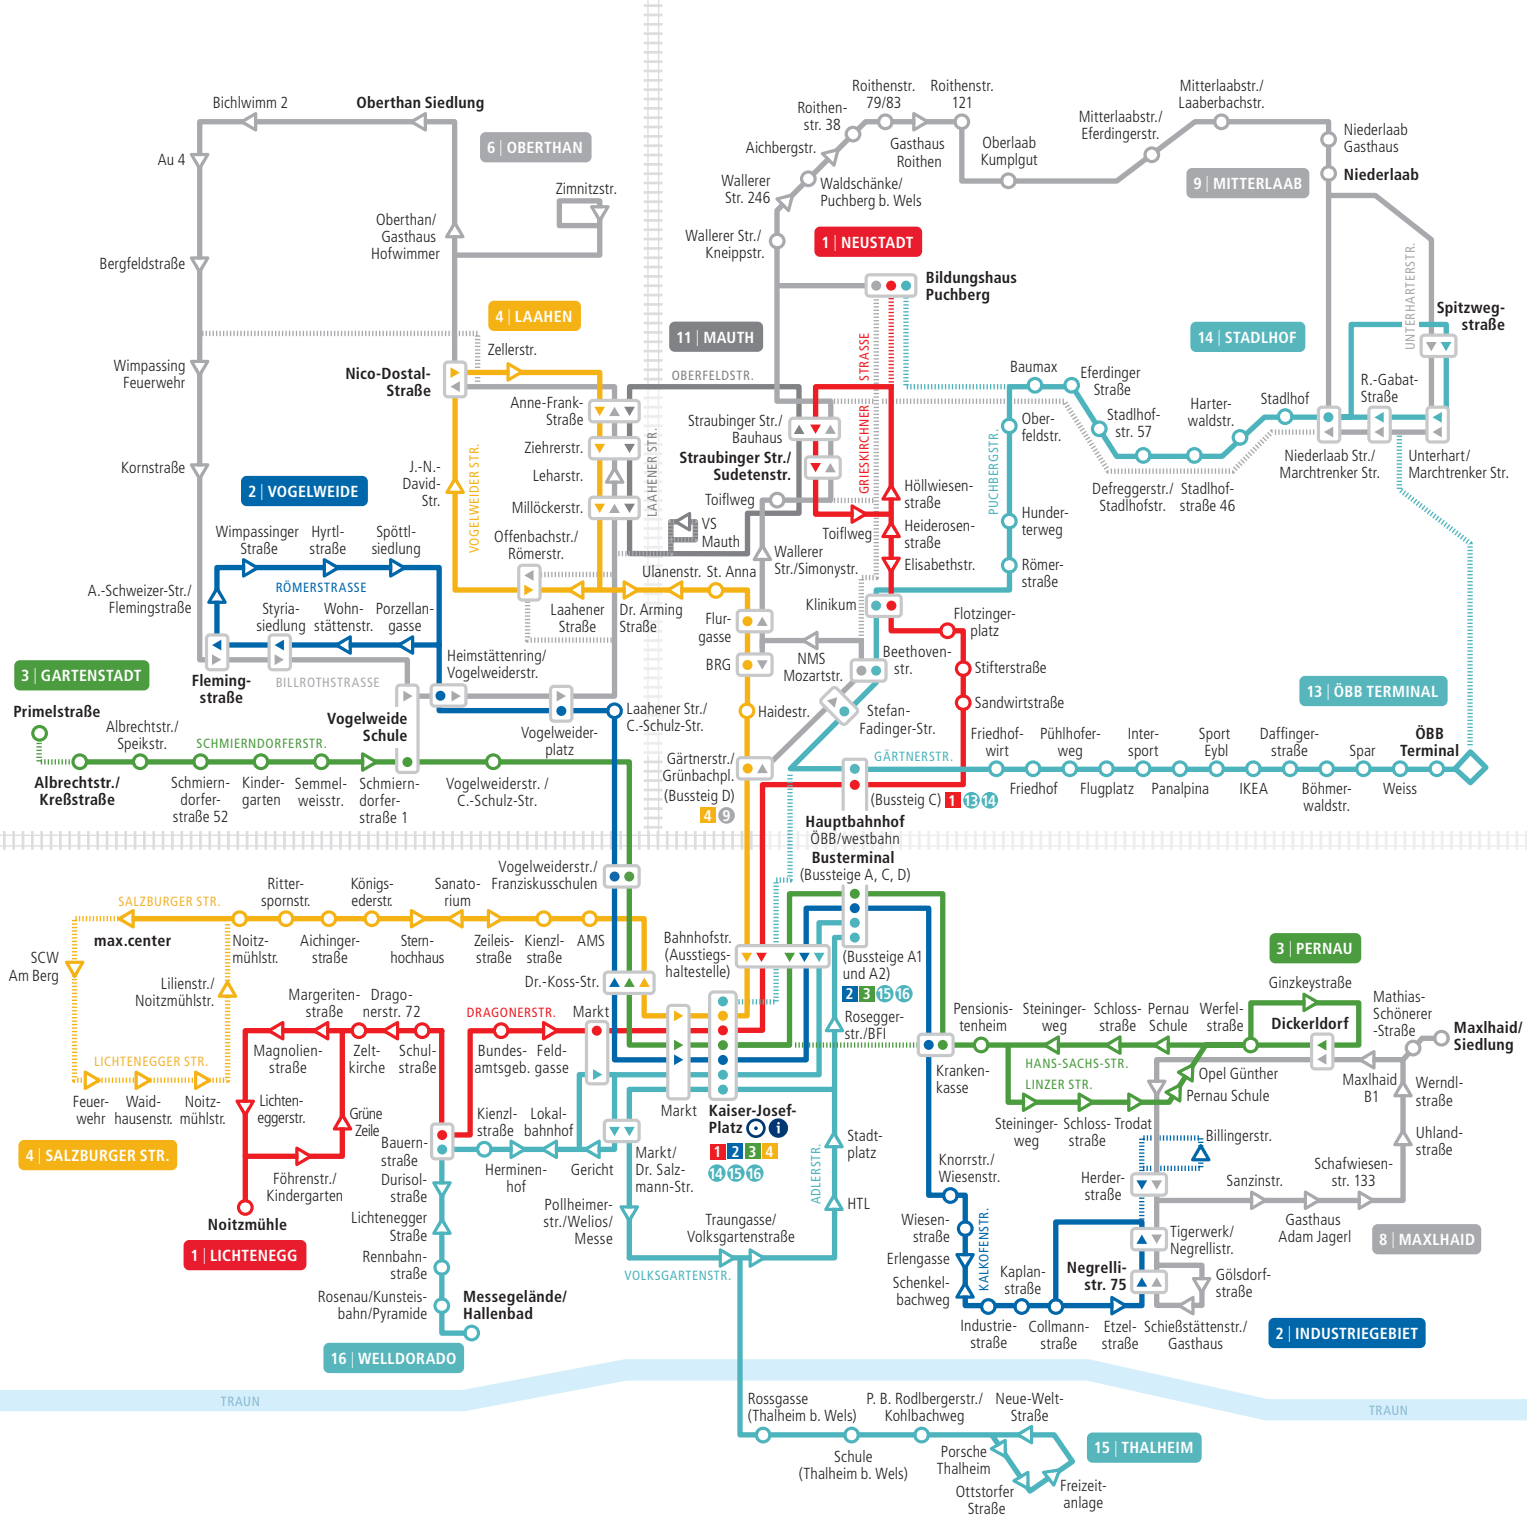 Bichlwimm 2
Oberthan Siedlung
6 | OBERTHAN
Au 4
Zimnitzstr.
Oberthan/
Gasthaus
Hofwimmer
Bergfeldstraße
4 | LAAHEN
Zellerstr.
Wimpassing
Feuerwehr
Nico-Dostal-
Straße
Anne-Frank-
Straße
Ziehrerstr.
Leharstr.
Millöckerstr.
Kornstraße
J.-N.-
David-
Str.
VOGELWEIDER STR.
2 | VOGELWEIDE
Wimpassinger
Straße
Hyrtl-
straße
Spöttl-
siedlung
Offenbachstr./
Römerstr.
RÖMERSTRASSE
A.-Schweizer-Str./
Flemingstraße
Styria-
siedlung
Wohn-
stättenstr.
Porzellan-
gasse
Laahener
Straße
Dr. Arming
Straße
Ulanenstr.
St. Anna
Heimstättenring/
Vogelweiderstr.
3 | GARTENSTADT
Fleming-
straße
BILLROTHSTRASSE
Primelstraße
Albrechtstr./
Speikstr.
SCHMIERNDORFERSTR.
Vogelweide
Schule
Vogelweider-
platz
Laahener Str./
C.-Schulz-Str.
Albrechtstr./
Kreßstraße
Schmiern-
dorfer-
straße 52
Kinder-
garten
Semmel-
weisstr.
Schmiern-
dorfer-
straße 1
Vogelweiderstr. /
C.-Schulz-Str.
Roithenstr.
79/83
Roithenstr.
121
Roithen-
str. 38
Aichbergstr.
Gasthaus
Roithen
Oberlaab
Kumplgut
Mitterlaabstr./
Eferdingerstr.
Mitterlaabstr./
Laaberbachstr.
Niederlaab
Gasthaus
Niederlaab
9 | MITTERLAAB
Wallerer
Str. 246
Waldschänke/
Puchberg b. Wels
Wallerer Str./
Kneippstr.
1 | NEUSTADT
Bildungshaus
Puchberg
11 | MAUTH
OBERFELDSTR.
LAAHENER STR.
GRIESKIRCHNER
STRASSE
14 | STADLHOF
UNTERHARTERSTR.
Spitzweg-
straße
Baumax
Eferdinger
Straße
R.-Gabat-
Straße
Straubinger Str./
Bauhaus
Straubinger Str./
Sudetenstr.
Toiflweg
VS
Mauth
Wallerer
Str./Simonystr.
Höllwiesen-
straße
Toiflweg
Heiderosen-
straße
Elisabethstr.
PUCHBERGSTR.
Ober-
feldstr.
Hunder-
terweg
Römer-
straße
Stadlhof-
str. 57
Harter-
waldstr.
Stadlhof
Defreggerstr./
Stadlhofstr.
Stadlhof-
straße 46
Niederlaab Str./
Marchtrenker Str.
Unterhart/
Marchtrenker Str.
Klinikum
Flur-
gasse
BRG
NMS
Mozartstr.
Beethoven-
str.
Flotzinger-
platz
Stifterstraße
Sandwirtstraße
Haidestr.
Stefan-
Fadinger-Str.
13 | ÖBB TERMINAL
GÄRTNERSTR.
Gärtnerstr./
Grünbachpl.
(Bussteig D)
4 9
(Bussteig C) 1 13 14
Hauptbahnhof
ÖBB/westbahn
Busterminal
(Bussteige A, C, D)
Friedhof-
wirt
Friedhof
Pühlhofer-
weg
Flugplatz
Inter-
sport
Panalpina
Sport
Eybl
IKEA
Daffinger-
straße
Böhmer-
waldstr.
Spar
Weiss
ÖBB
Terminal
SALZBURGER STR.
max.center
Ritter-
spornstr.
Königs-
ederstr.
Sanato-
rium
Vogelweiderstr./
Franziskusschulen
Noitz-
mühlstr.
Aichinger-
straße
Stern-
hochhaus
Zeileis-
straße
Kienzl-
straße
AMS
Dr.-Koss-Str.
SCW
Am Berg
Lilienstr./
Noitzmühlstr.
LICHTENEGGER STR.
Feuer-
wehr
Waid-
hausenstr.
Noitz-
mühlstr.
4 | SALZBURGER STR.
Margeriten-
straße
Drago-
nerstr. 72
Magnolien-
straße
Zelt-
kirche
Schul-
straße
DRAGONERSTR.
Bundes-
amtsgeb.
Feld-
gasse
Markt
Lichten-
eggerstr.
Grüne
Zeile
Föhrenstr./
Kindergarten
Noitzmühle
1 | LICHTENEGG
Kienzl-
straße
Lokal-
bahnhof
Herminen-
hof
Gericht
Bauern-
straße
Durisol-
straße
Lichtenegger
Straße
Rennbahn-
straße
Rosenau/Kunsteis-
bahn/Pyramide
Messegelände/
Hallenbad
16 | WELLDORADO
Bahnhofstr.
(Ausstiegs-
haltestelle)
(Bussteige A1
und A2)
2 3 15 16
Rosegger-
str./BFI
Markt
Kaiser-Josef-
Platz i
1 2 3 4
14 15 16
Markt/
Dr. Salz-
mann-Str.
Pollheimer-
str./Welios/
Messe
Traungasse/
Volksgartenstraße
VOLKSGARTENSTR.
ADLERSTR.
Stadt-
platz
HTL
Pensionis-
tenheim
Kranken-
kasse
Steininger-
weg
Schloss-
straße
Pernau
Schule
Werfel-
straße
3 | PERNAU
Ginzkeystraße
Dickerldorf
Mathias-
Schönerer
-Straße
Maxlhaid/
Siedlung
HANS-SACHS-STR.
LINZER STR.
Opel Günther
Pernau Schule
Steininger-
weg
Schloss-
straße
Trodat
Maxlhaid
B1
Werndl-
straße
Uhland-
straße
Billingerstr.
Herder-
straße
Sanzinstr.
Schafwiesen-
str. 133
Gasthaus
Adam Jagerl
8 | MAXLHAID
Knorrstr./
Wiesenstr.
Wiesen-
straße
Erlengasse
Schenkel-
bachweg
KALKOFENSTR.
Kaplan-
straße
Negrelli-
str. 75
Tigerwerk/
Negrellistr.
Gölsdorf-
straße
Industrie-
straße
Collmann-
straße
Etzel-
straße
Schießstättenstr./
Gasthaus
2 | INDUSTRIEGEBIET
TRAUN
TRAUN
Rossgasse
(Thalheim b. Wels)
P. B. Rodlbergerstr./
Kohlbachweg
Neue-Welt-
Straße
Schule
(Thalheim b. Wels)
Porsche
Thalheim
Ottstorfer
Straße
Freizeit-
anlage
15 | THALHEIM